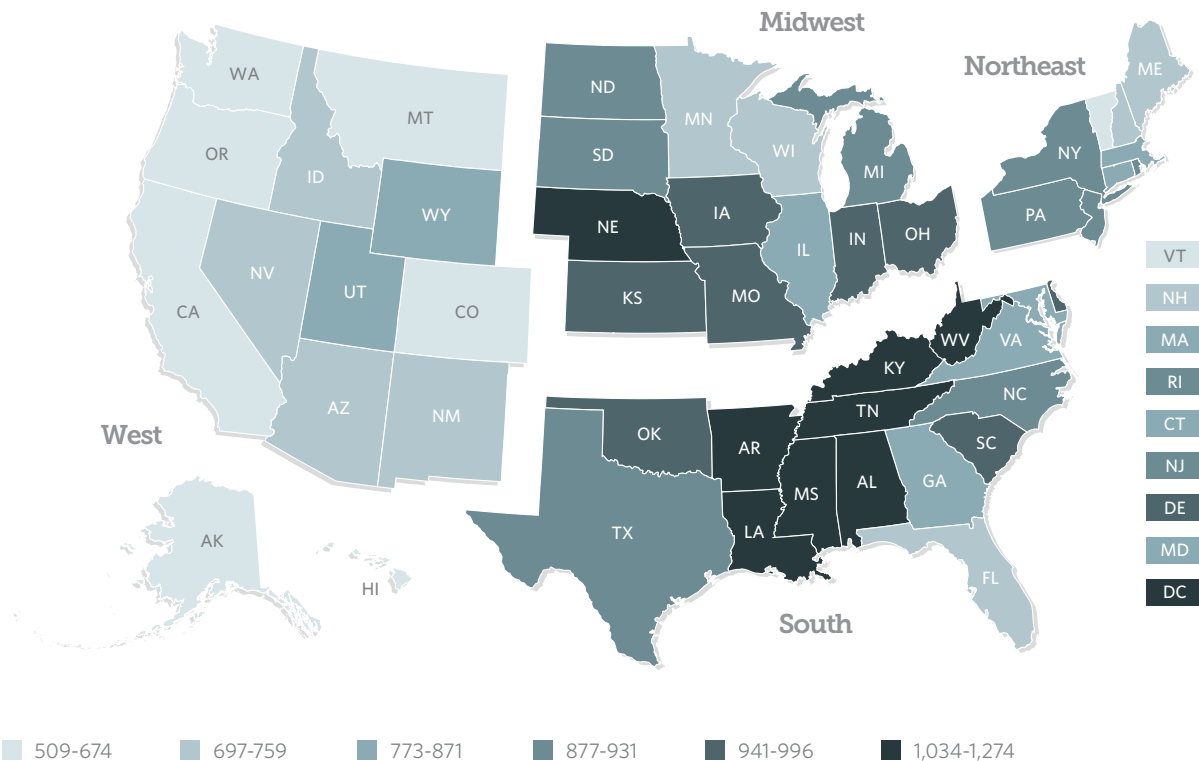 Midwest
Northeast
WA
MT
ME
ND
MN
OR
ID
SD
WI
MI
NY
WY
PA
NE
IA
IL
IN
OH
NV
UT
CA
CO
KS
MO
VT
NH
MA
RI
CT
NJ
DE
MD
DC
WV
VA
KY
NC
TN
AZ
NM
West
OK
AR
SC
MS
AL
GA
TX
LA
AK
HI
FL
South
509-674 697-759 773-871 877-931 941-996 1,034-1,274